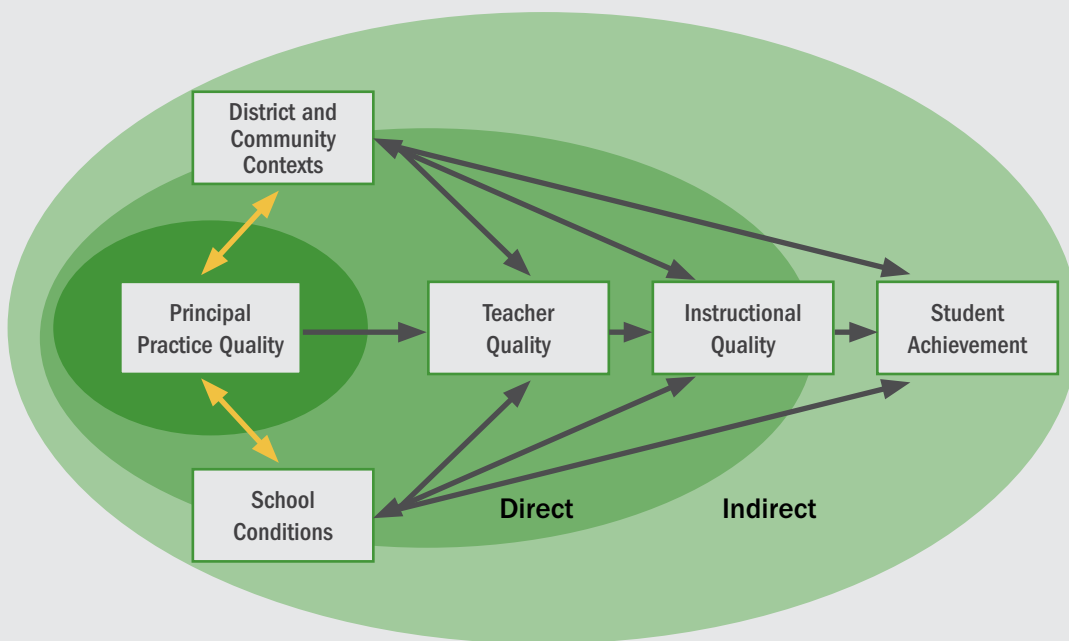 District and
Community
Contexts
Principal
Practice Quality
Teacher
Quality
Instructional
Quality
Student
Achievement
School
Conditions
Direct
Indirect